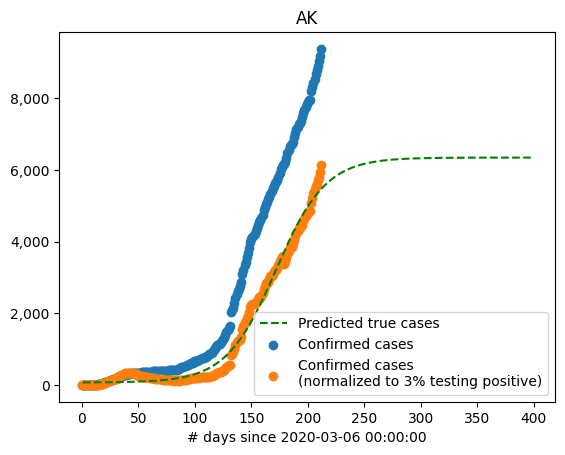 AK
8,000
6,000
4,000
2,000
0
Predicted true cases
Confirmed cases
Confirmed cases
(normalized to 3% testing positive)
0 50 100 150 200 250 300 350 400
# days since 2020-03-06 00:00:00